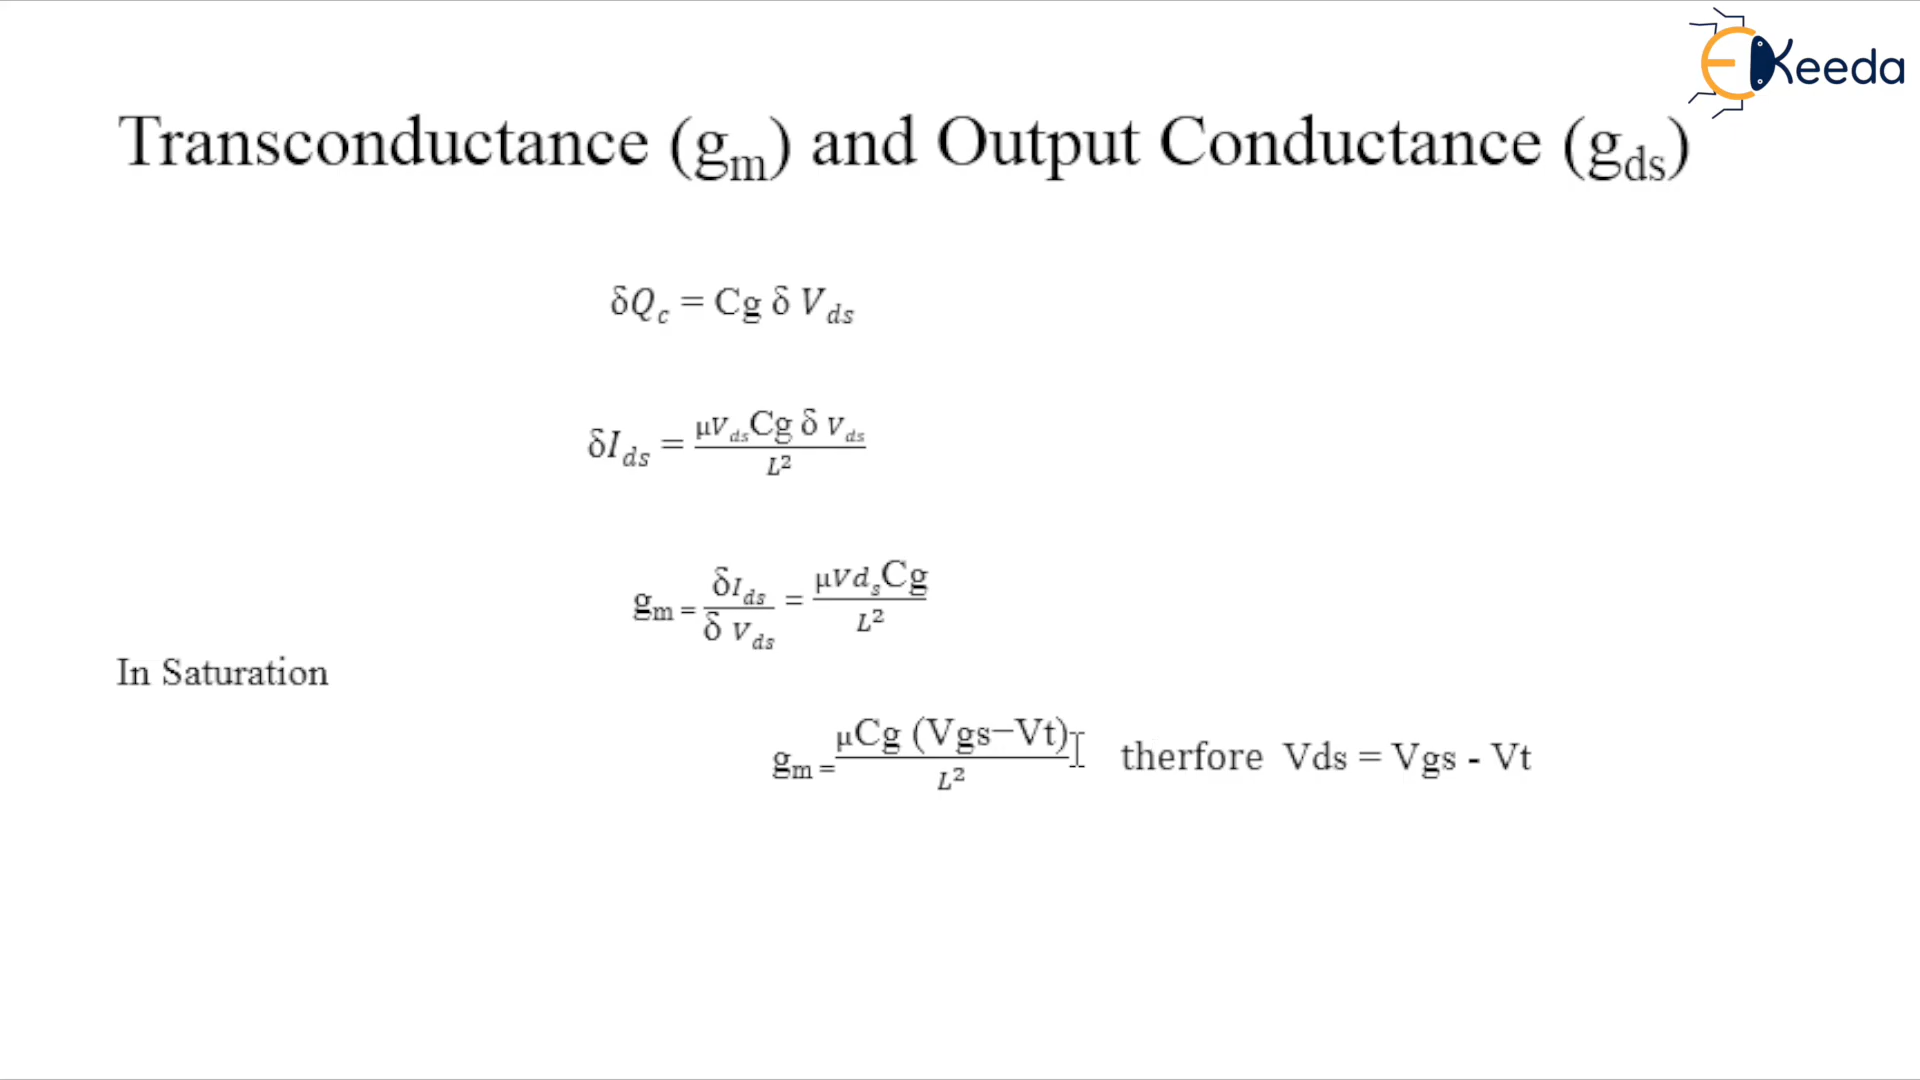 EKeeda
Transconductance (gm) and Output Conductance (gds)
δQc = Cg δ Vds
δIds = μVdsCg δ Vds / L²
gm = δIds / δ Vds = μVdsCg / L²
In Saturation
gm = μCg (Vgs−Vt) / L² therfore Vds = Vgs - Vt